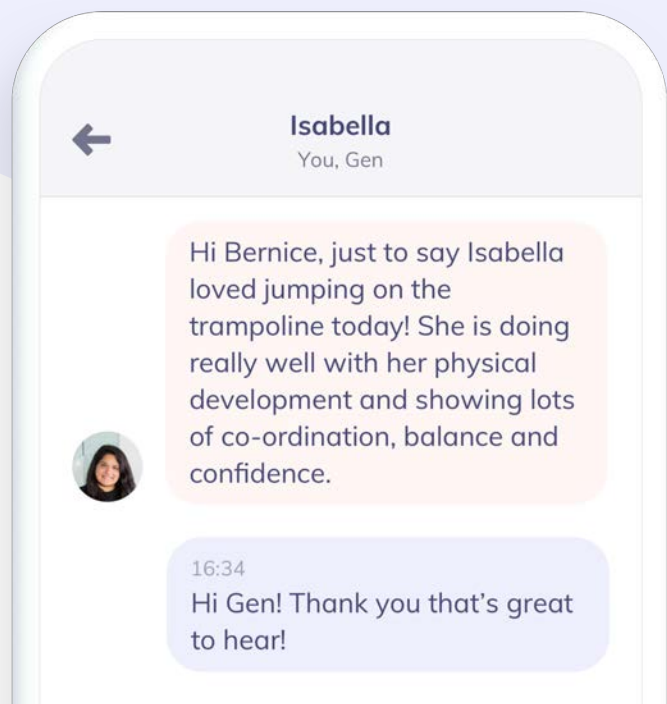 Isabella
You, Gen
Hi Bernice, just to say Isabella
loved jumping on the
trampoline today! She is doing
really well with her physical
development and showing lots
of co-ordination, balance and
confidence.
16:34
Hi Gen! Thank you that’s great
to hear!